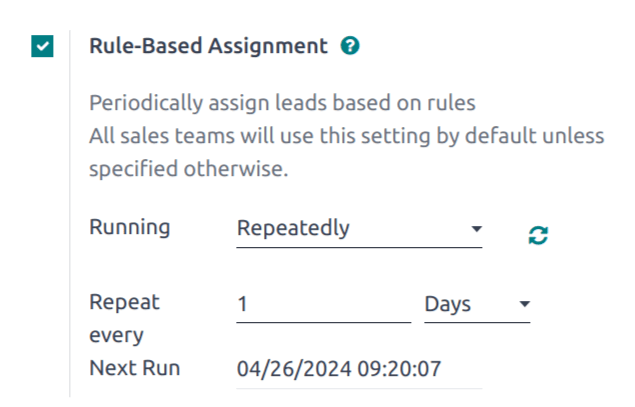 Rule-Based Assignment ?
Periodically assign leads based on rules
All sales teams will use this setting by default unless
specified otherwise.
Running Repeatedly
Repeat every 1 Days
Next Run 04/26/2024 09:20:07